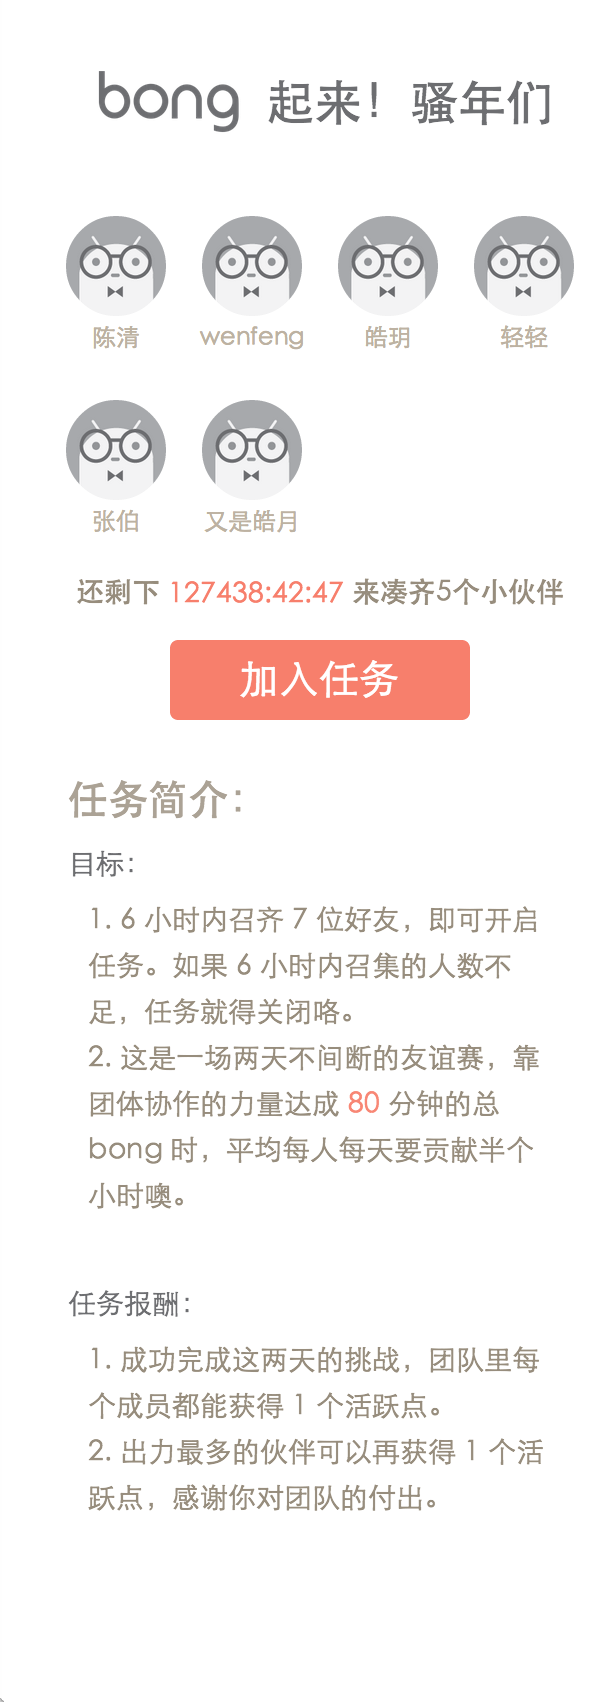 bong 起来！骚年们
陈清 wenfeng 皓玥 轻轻
张伯 又是皓月
还剩下 127438:42:47 来凑齐5个小伙伴
加入任务
任务简介：
目标：
1. 6 小时内召齐 7 位好友，即可开启
任务。如果 6 小时内召集的人数不
足，任务就得关闭咯。
2. 这是一场两天不间断的友谊赛，靠
团体协作的力量达成 80 分钟的总
bong 时，平均每人每天要贡献半个
小时噢。
任务报酬：
1. 成功完成这两天的挑战，团队里每
个成员都能获得 1 个活跃点。
2. 出力最多的伙伴可以再获得 1 个活
跃点，感谢你对团队的付出。